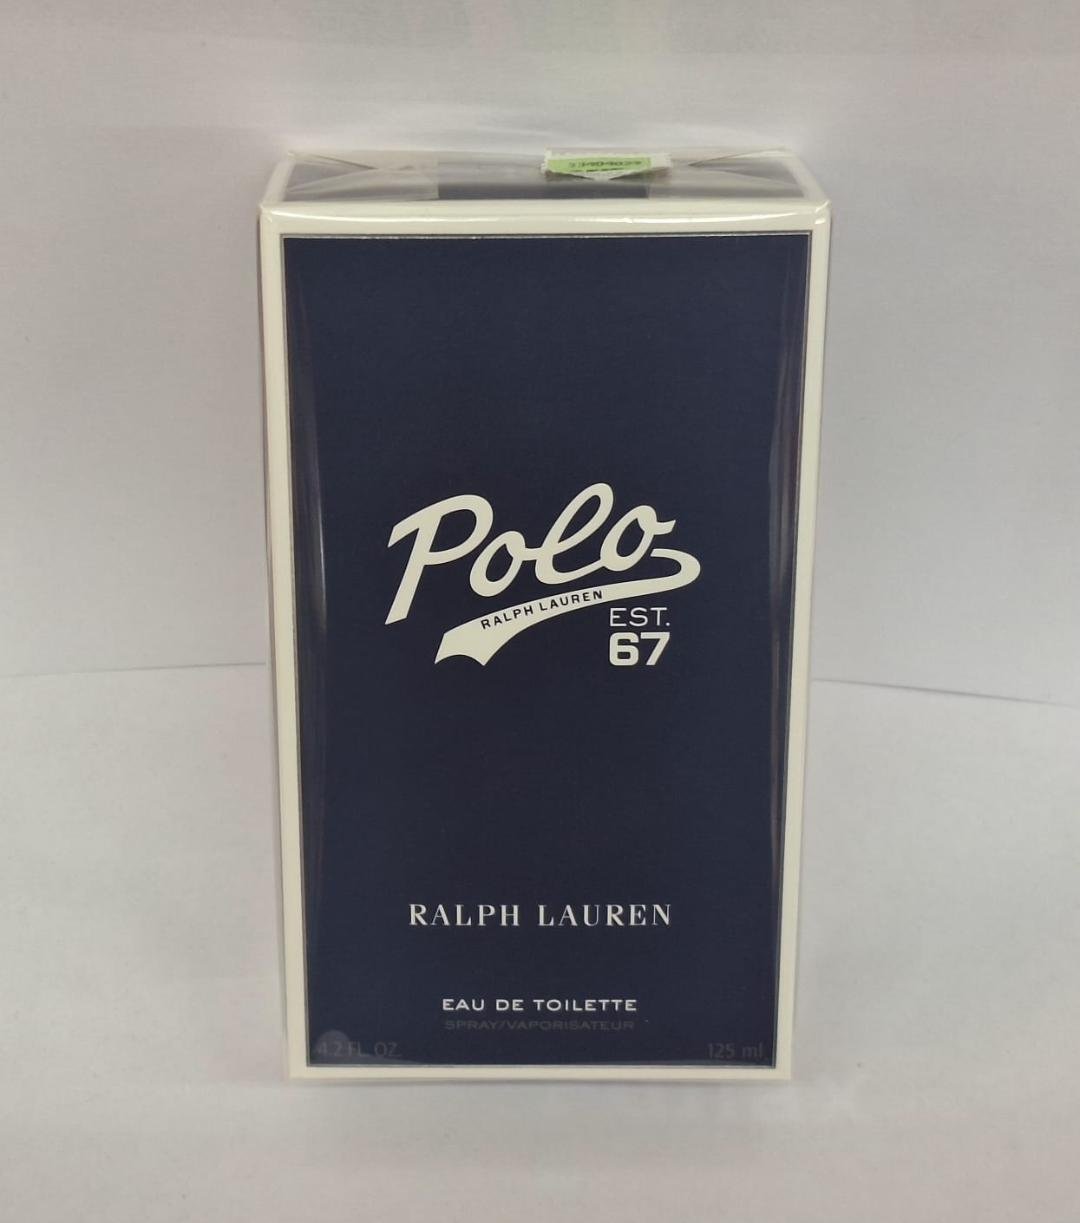 Polo
RALPH LAUREN
EST.
67
RALPH LAUREN
EAU DE TOILETTE
SPRAY/VAPORISATEUR
4.2 FL. OZ. 125 ml